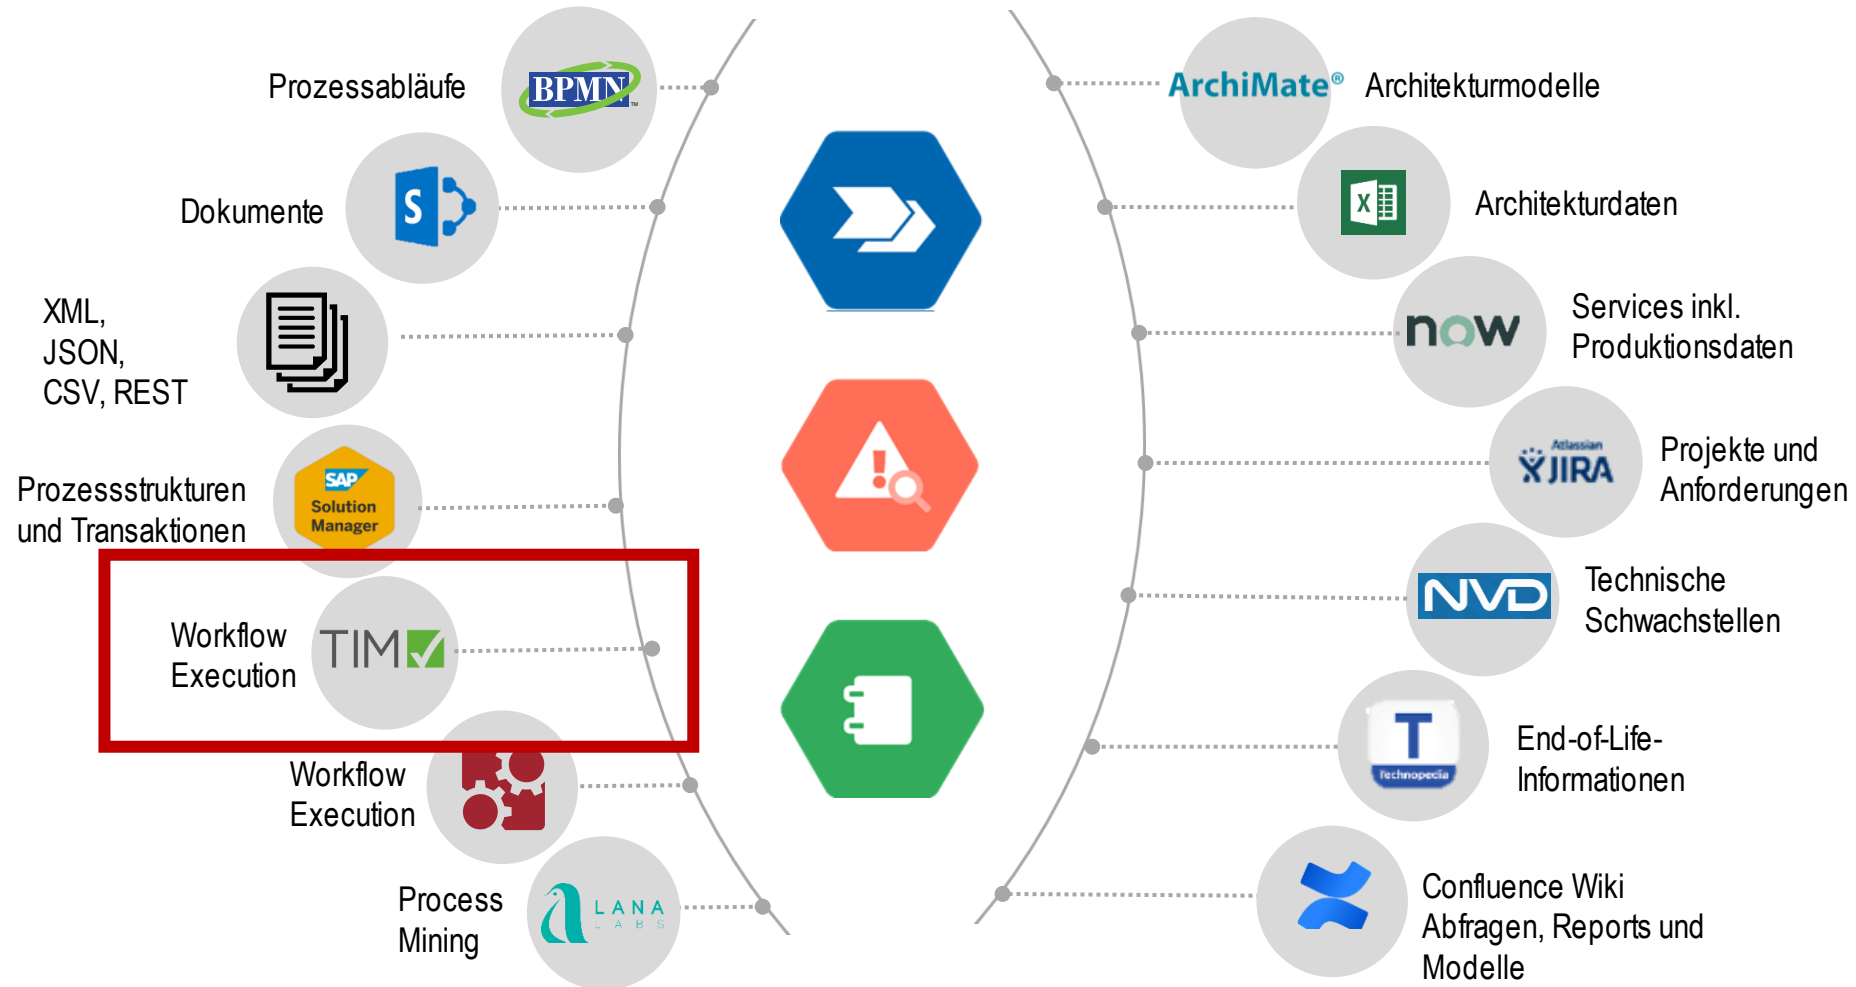 Prozessabläufe
BPMN
TM
Dokumente
S
XML,
JSON,
CSV, REST
Prozessstrukturen
und Transaktionen
SAP
Solution
Manager
Workflow
Execution
TIM
Workflow
Execution
Process
Mining
LANA
LABS
ArchiMate®
Architekturmodelle
X
Architekturdaten
now
Services inkl.
Produktionsdaten
Atlassian
JIRA
Projekte und
Anforderungen
NVD
Technische
Schwachstellen
T
Technopedia
End-of-Life-
Informationen
Confluence Wiki
Abfragen, Reports und
Modelle